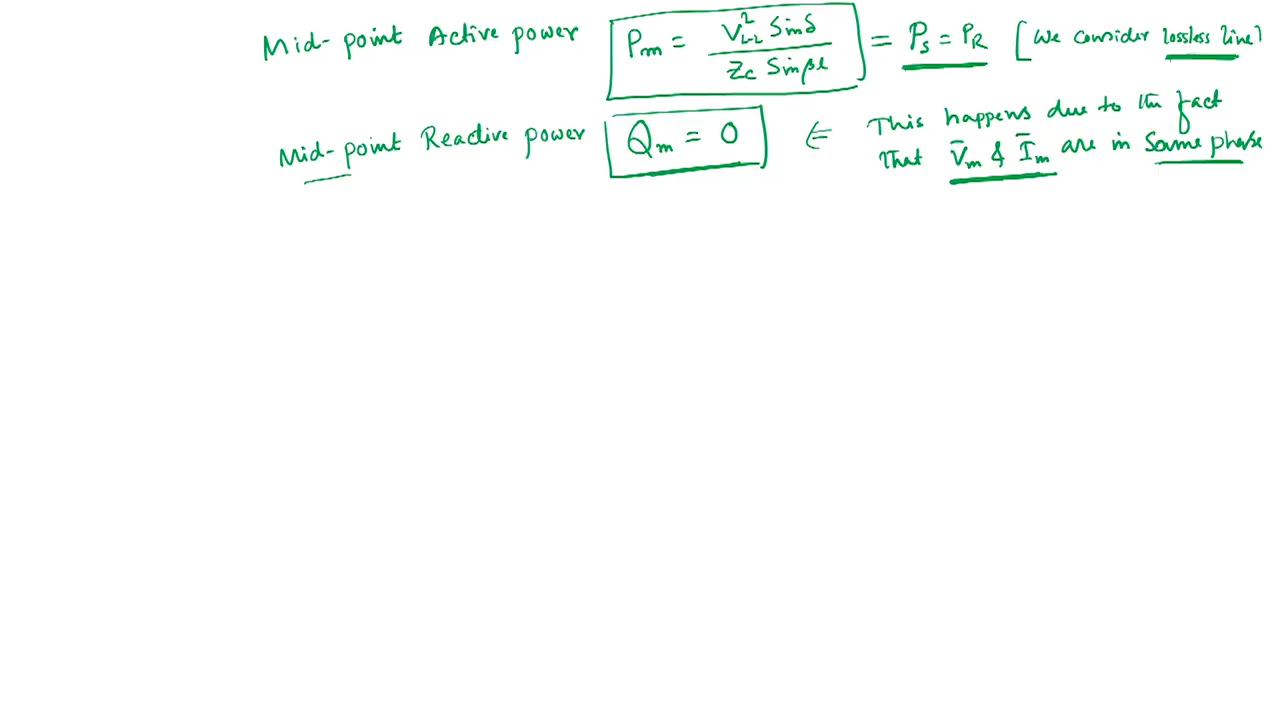 Mid-point Active power Pm = V²L-L Sinδ / Zc Sinβl = Ps = PR [We consider lossless line]
Mid-point Reactive power Qm = 0 ⇐ This happens due to the fact
that V̄m & Īm are in Same phase